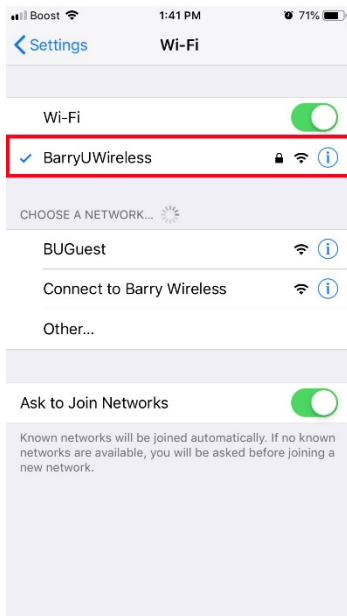 Boost 1:41 PM 71%
Settings Wi-Fi
Wi-Fi
BarryUWireless
CHOOSE A NETWORK...
BUGuest
Connect to Barry Wireless
Other...
Ask to Join Networks
Known networks will be joined automatically. If no known
networks are available, you will be asked before joining a
new network.